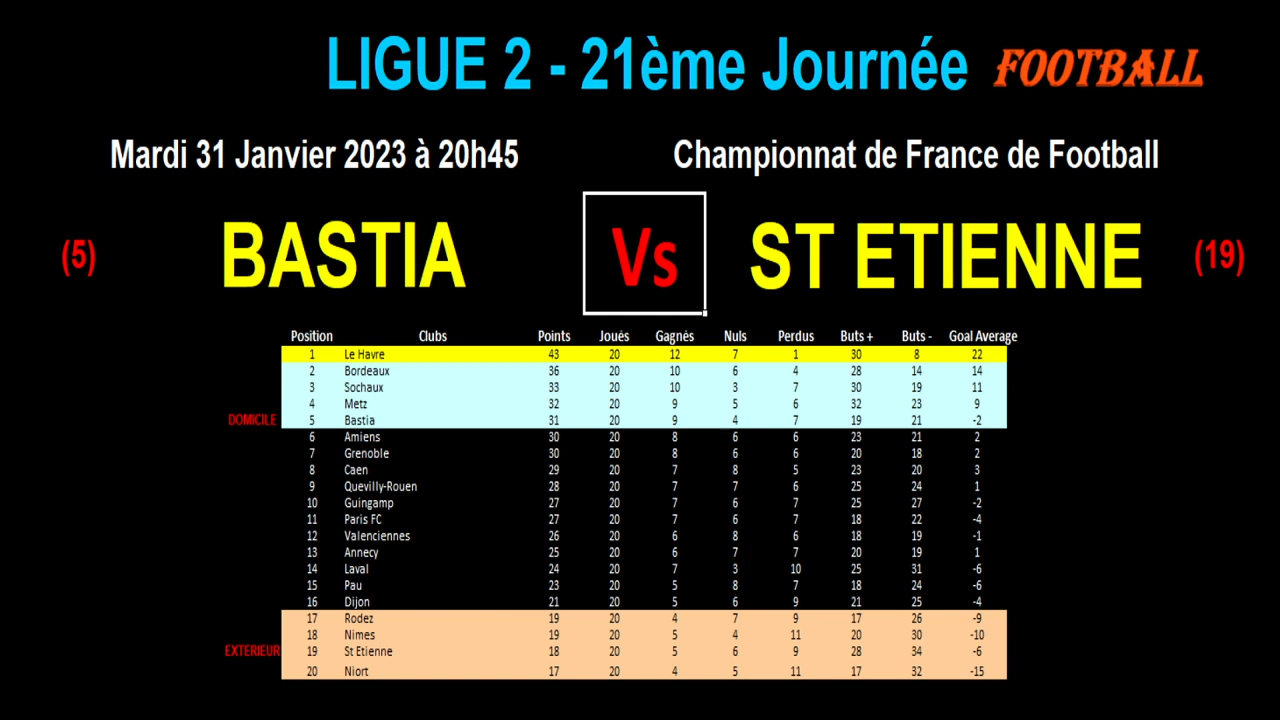 LIGUE 2 - 21ème Journée FOOTBALL
Mardi 31 Janvier 2023 à 20h45 Championnat de France de Football
(5) BASTIA Vs ST ETIENNE (19)
Position Clubs Points Joués Gagnés Nuls Perdus Buts + Buts - Goal Average
1 Le Havre 43 20 12 7 1 30 8 22
2 Bordeaux 36 20 10 6 4 28 14 14
3 Sochaux 33 20 10 3 7 30 19 11
4 Metz 32 20 9 5 6 32 23 9
DOMICILE 5 Bastia 31 20 9 4 7 19 21 -2
6 Amiens 30 20 8 6 6 23 21 2
7 Grenoble 30 20 8 6 6 20 18 2
8 Caen 29 20 7 8 5 23 20 3
9 Quevilly-Rouen 28 20 7 7 6 25 24 1
10 Guingamp 27 20 7 6 7 25 27 -2
11 Paris FC 27 20 7 6 7 18 22 -4
12 Valenciennes 26 20 6 8 6 18 19 -1
13 Annecy 25 20 6 7 7 20 19 1
14 Laval 24 20 7 3 10 25 31 -6
15 Pau 23 20 5 8 7 18 24 -6
16 Dijon 21 20 5 6 9 21 25 -4
17 Rodez 19 20 4 7 9 17 26 -9
18 Nimes 19 20 5 4 11 20 30 -10
EXTERIEUR 19 St Etienne 18 20 5 6 9 28 34 -6
20 Niort 17 20 4 5 11 17 32 -15